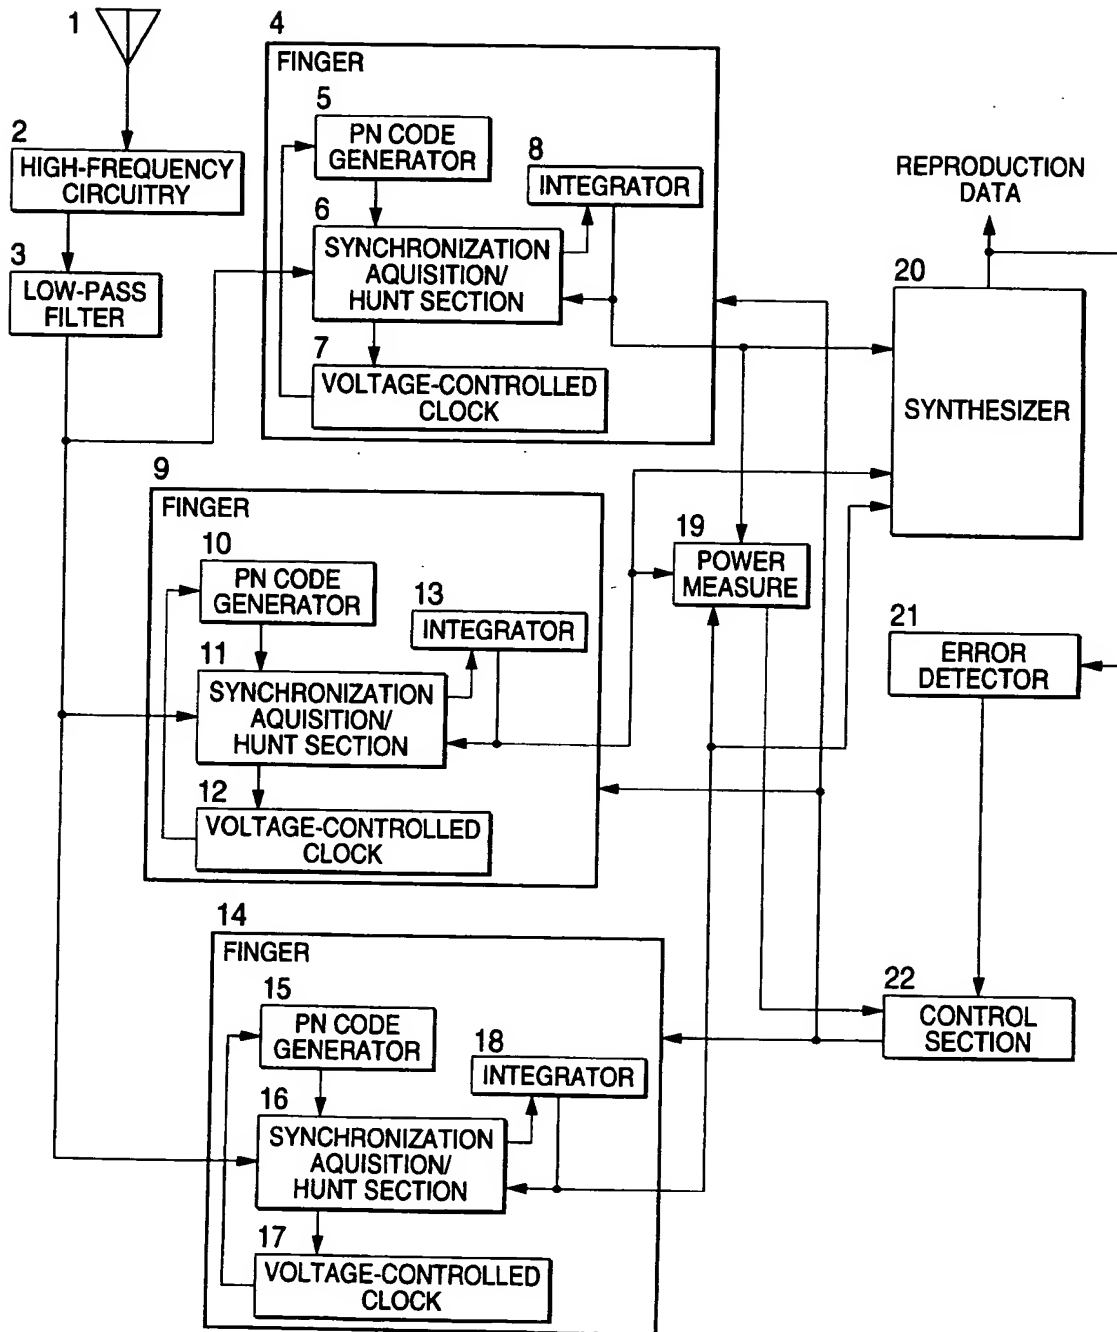 1
2
HIGH-FREQUENCY
CIRCUITRY
3
LOW-PASS
FILTER
4
FINGER
5
PN CODE
GENERATOR
6
SYNCHRONIZATION
AQUISITION/
HUNT SECTION
7
VOLTAGE-CONTROLLED
CLOCK
8
INTEGRATOR
9
FINGER
10
PN CODE
GENERATOR
11
SYNCHRONIZATION
AQUISITION/
HUNT SECTION
12
VOLTAGE-CONTROLLED
CLOCK
13
INTEGRATOR
14
FINGER
15
PN CODE
GENERATOR
16
SYNCHRONIZATION
AQUISITION/
HUNT SECTION
17
VOLTAGE-CONTROLLED
CLOCK
18
INTEGRATOR
19
POWER
MEASURE
REPRODUCTION
DATA
20
SYNTHESIZER
21
ERROR
DETECTOR
22
CONTROL
SECTION